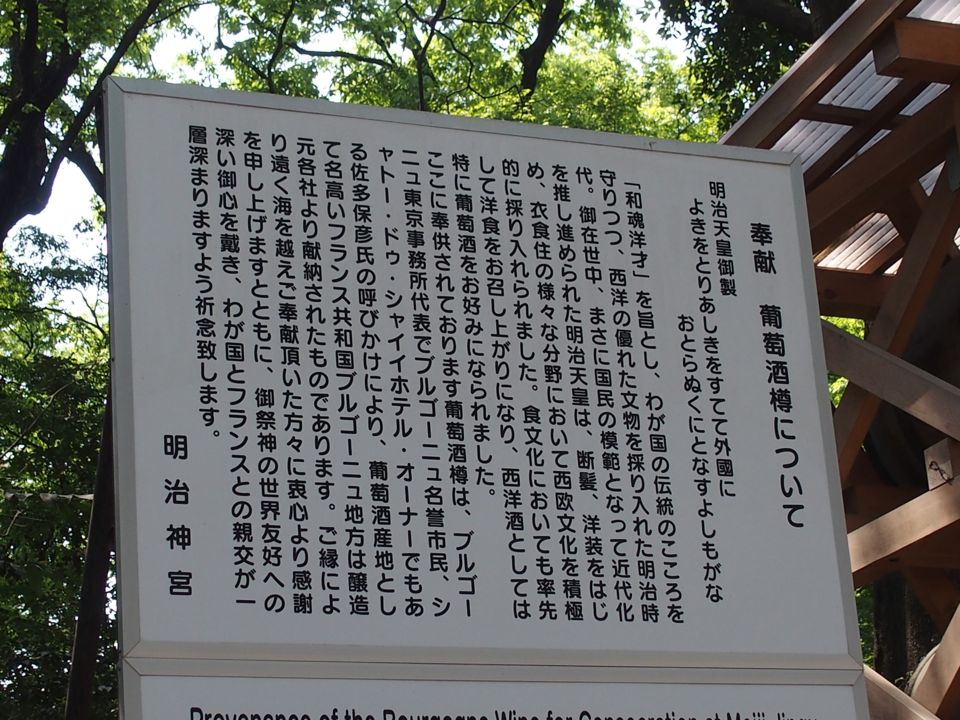 奉献　葡萄酒樽について
明治天皇御製
よきをとりあしきをすてて外國に
おとらぬくにとなすよしもがな
「和魂洋才」を旨とし、わが国の伝統のこころを
守りつつ、西洋の優れた文物を採り入れた明治時
代。御在世中、まさに国民の模範となって近代化
を推し進められた明治天皇は、断髪、洋装をはじ
め、衣食住の様々な分野において西欧文化を積極
的に採り入れられました。食文化においても率先
して洋食をお召し上がりになり、西洋酒としては
特に葡萄酒をお好みになられました。
ここに奉供されております葡萄酒樽は、ブルゴー
ニュ東京事務所代表でブルゴーニュ名誉市民、シ
ャトー・ドゥ・シャイイホテル・オーナーでもあ
る佐多保彦氏の呼びかけにより、葡萄酒産地とし
て名高いフランス共和国ブルゴーニュ地方は醸造
元各社より献納されたものであります。ご縁によ
り遠く海を越えご奉献頂いた方々に衷心より感謝
を申し上げますとともに、御祭神の世界友好への
深い御心を戴き、わが国とフランスとの親交が一
層深まりますよう祈念致します。
明治神宮
Provenance of the Bourgogne Wine for Consecration at Meiji Jingu